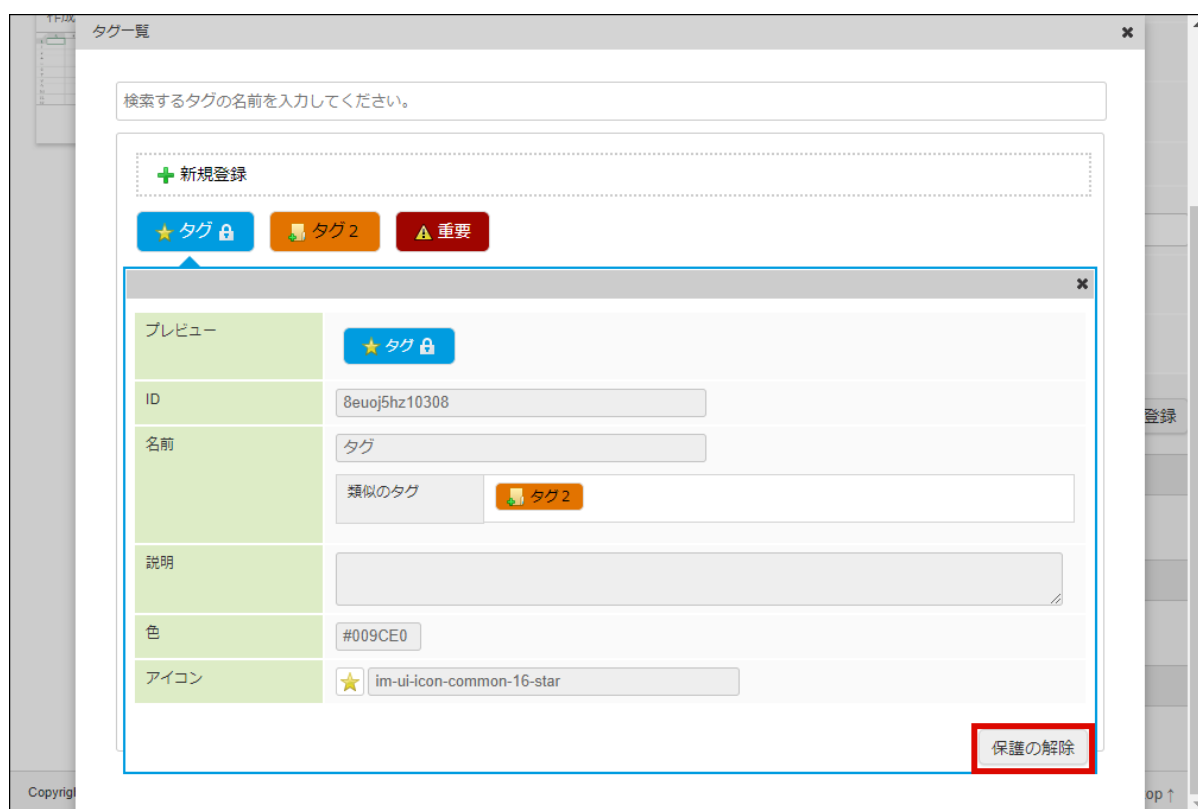 タグ一覧
検索するタグの名前を入力してください。
新規登録
タグ タグ2 重要
プレビュー タグ
ID 8euoj5hz10308
登録
名前 タグ
類似のタグ タグ2
説明
色 #009CE0
アイコン im-ui-icon-common-16-star
保護の解除
Copyrig op ↑